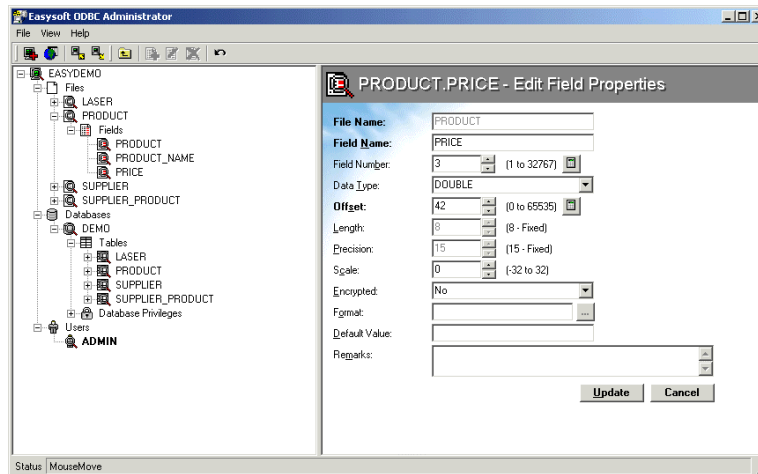 Easysoft ODBC Administrator
File View Help
EASYDEMO
Files
LASER
PRODUCT
Fields
PRODUCT
PRODUCT_NAME
PRICE
SUPPLIER
SUPPLIER_PRODUCT
Databases
DEMO
Tables
LASER
PRODUCT
SUPPLIER
SUPPLIER_PRODUCT
Database Privileges
Users
ADMIN
PRODUCT.PRICE - Edit Field Properties
File Name: PRODUCT
Field Name: PRICE
Field Number: 3 (1 to 32767)
Data Type: DOUBLE
Offset: 42 (0 to 65535)
Length: 8 (8 - Fixed)
Precision: 15 (15 - Fixed)
Scale: 0 (-32 to 32)
Encrypted: No
Format: ...
Default Value:
Remarks:
Update Cancel
Status MouseMove